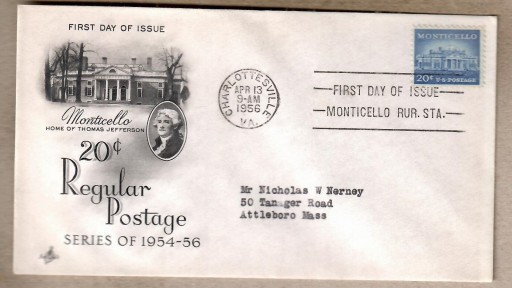 FIRST DAY OF ISSUE
Monticello
HOME OF THOMAS JEFFERSON
20¢
Regular
Postage
SERIES OF 1954-56
CHARLOTTESVILLE
APR 13
9-AM
1956
VA.
MONTICELLO
20¢ U·S·POSTAGE
FIRST DAY OF ISSUE
MONTICELLO RUR. STA.
Mr Nicholas W Nerney
50 Tanager Road
Attleboro Mass